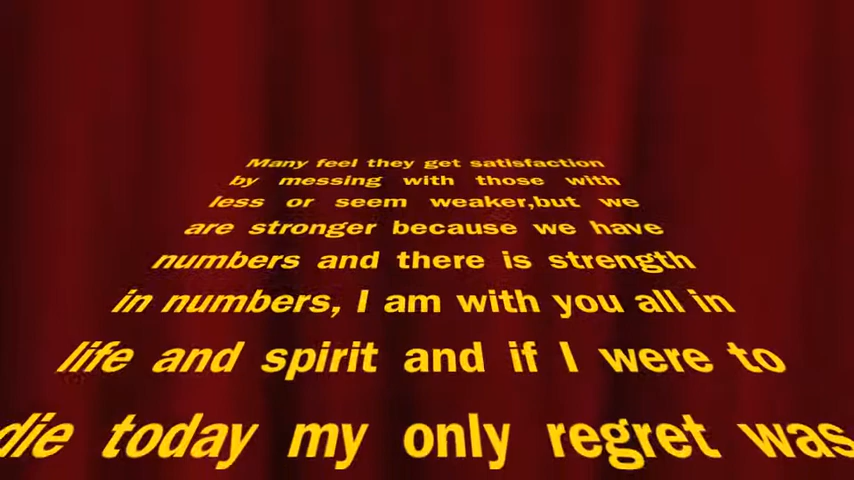 Many feel they get satisfaction
by messing with those with
less or seem weaker,but we
are stronger because we have
numbers and there is strength
in numbers, I am with you all in
life and spirit and if I were to
die today my only regret was